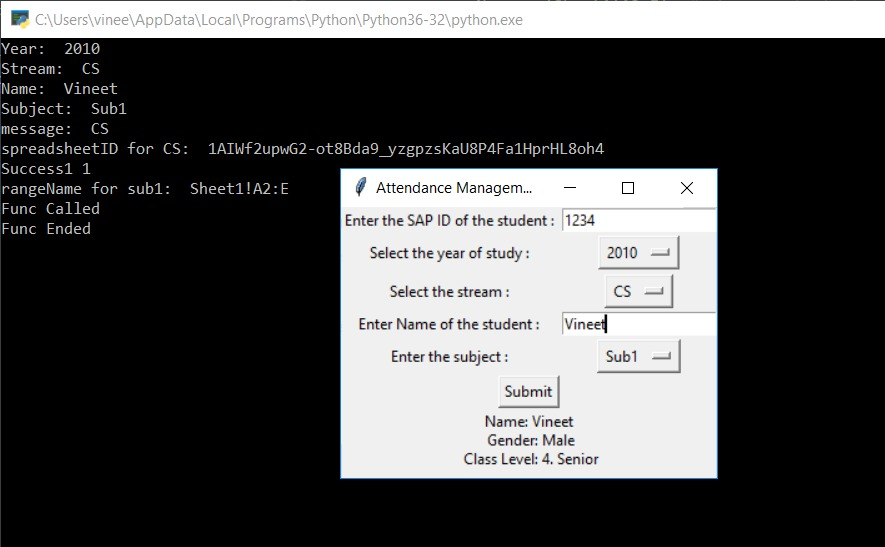 C:\Users\vinee\AppData\Local\Programs\Python\Python36-32\python.exe
Year:  2010
Stream:  CS
Name:  Vineet
Subject:  Sub1
message:  CS
spreadsheetID for CS:  1AIWf2upwG2-ot8Bda9_yzgpzsKaU8P4Fa1HprHL8oh4
Success1 1
rangeName for sub1:  Sheet1!A2:E
Func Called
Func Ended
Attendance Managem...
Enter the SAP ID of the student : 1234
Select the year of study : 2010
Select the stream : CS
Enter Name of the student : Vineet
Enter the subject : Sub1
Submit
Name: Vineet
Gender: Male
Class Level: 4. Senior